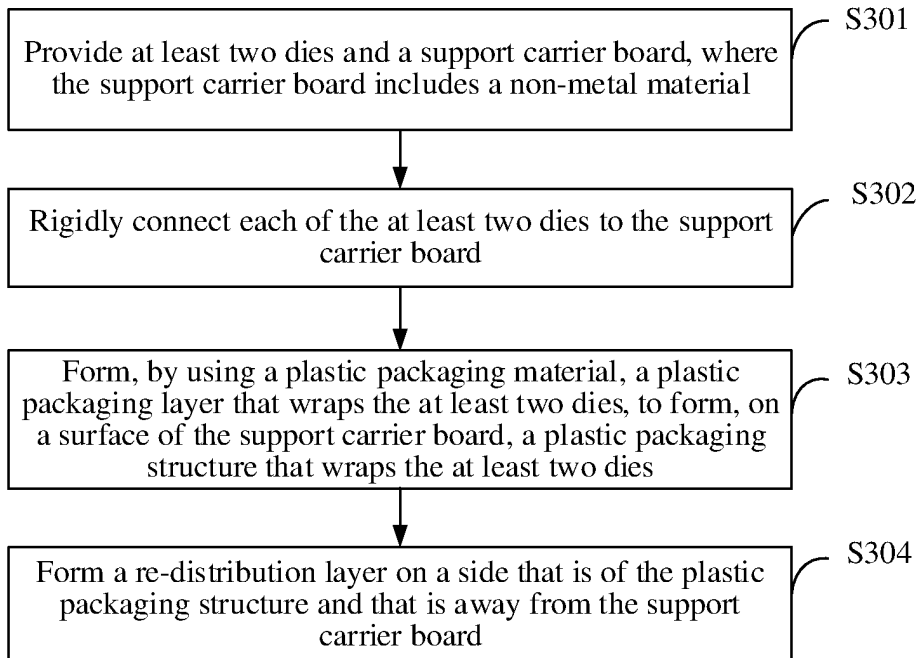 S301
Provide at least two dies and a support carrier board, where
the support carrier board includes a non-metal material
S302
Rigidly connect each of the at least two dies to the support
carrier board
S303
Form, by using a plastic packaging material, a plastic
packaging layer that wraps the at least two dies, to form, on
a surface of the support carrier board, a plastic packaging
structure that wraps the at least two dies
S304
Form a re-distribution layer on a side that is of the plastic
packaging structure and that is away from the support
carrier board